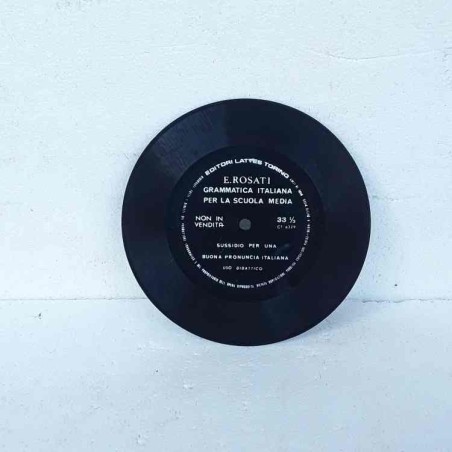 EDITORI LATTES TORINO
E. ROSATI
GRAMMATICA ITALIANA
PER LA SCUOLA MEDIA
NON IN 33 ⅓
VENDITA
SUSSIDIO PER UNA
BUONA PRONUNCIA ITALIANA
USO DIDATTICO